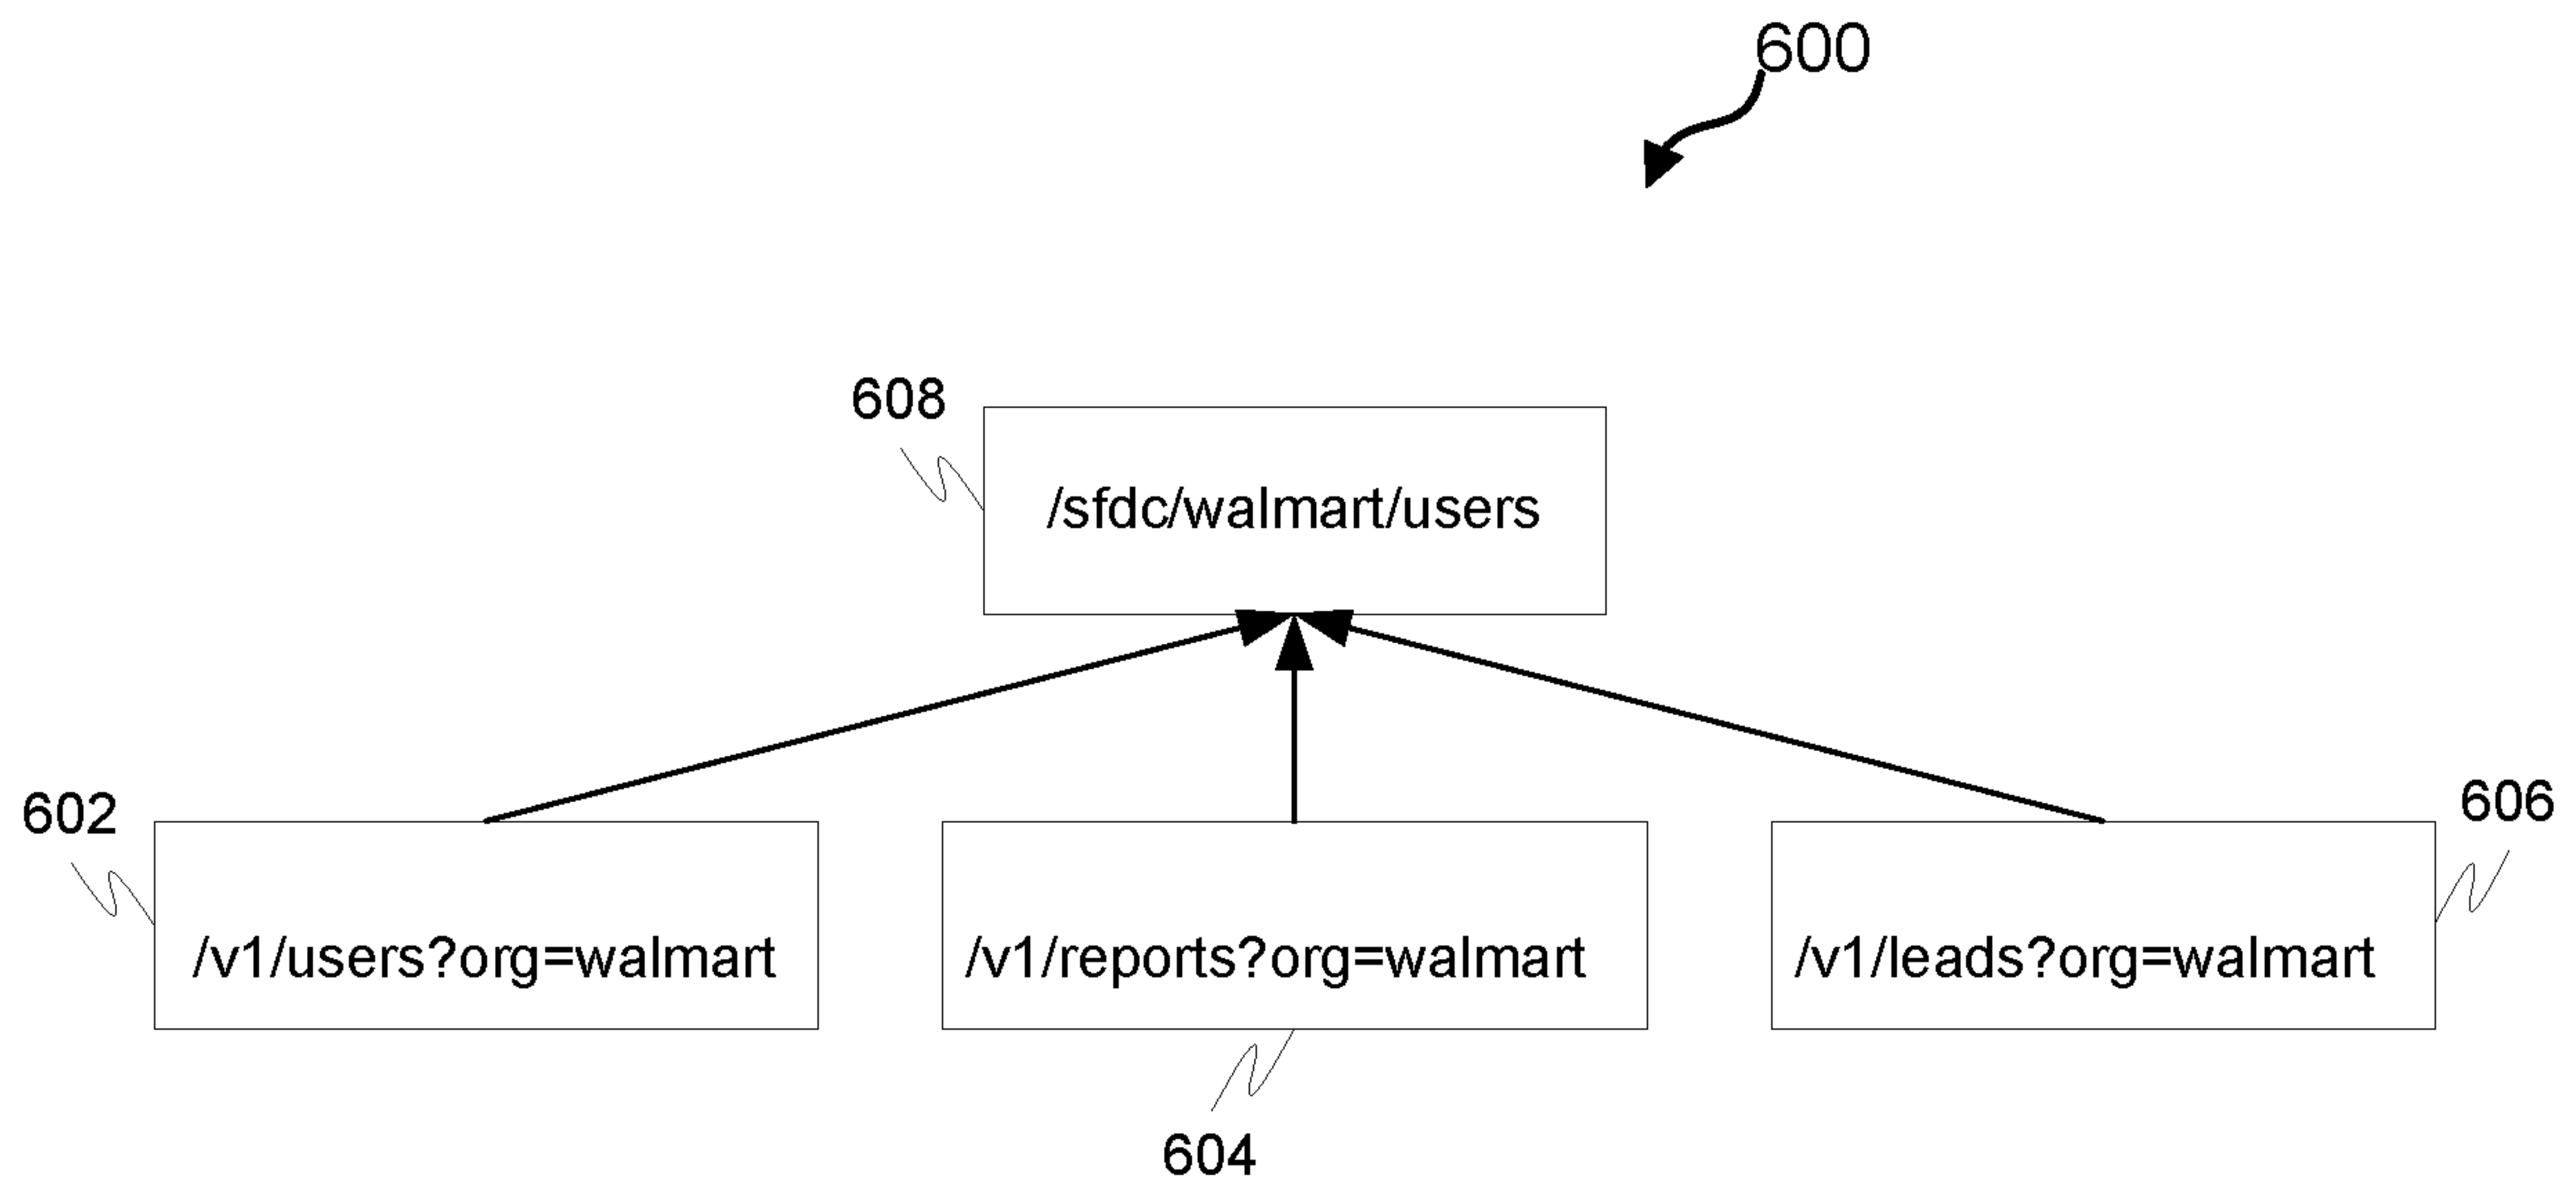 600
608
/sfdc/walmart/users
602
606
/v1/users?org=walmart
/v1/reports?org=walmart
/v1/leads?org=walmart
604